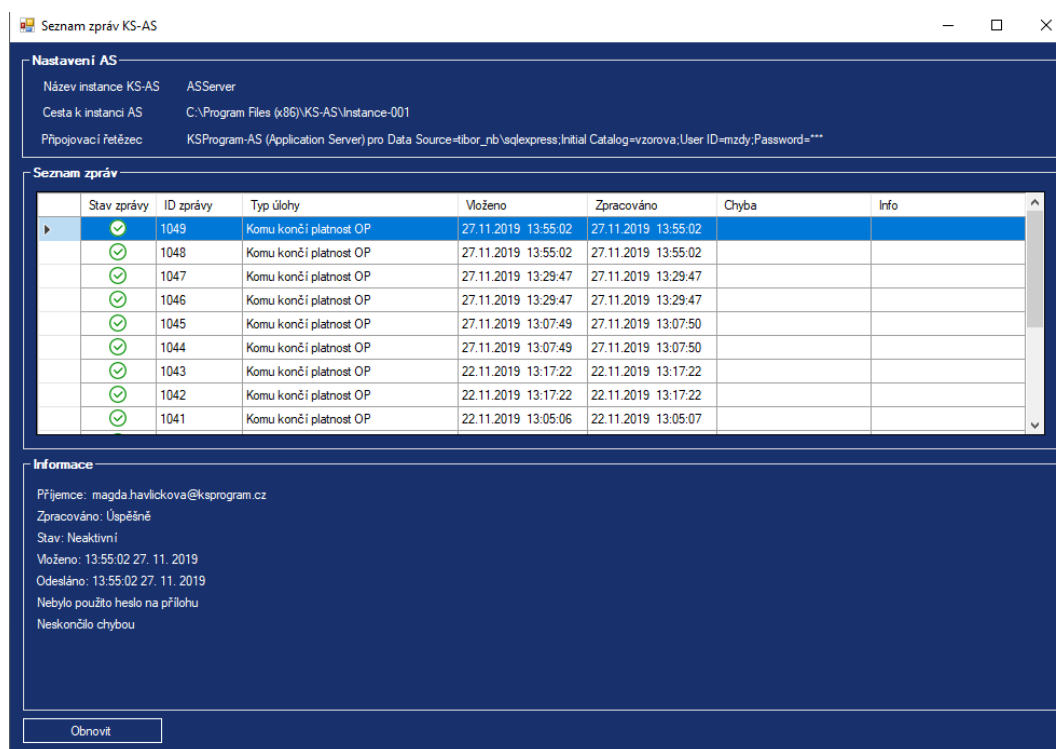 Seznam zpráv KS-AS
Nastavení AS
Název instance KS-AS ASServer
Cesta k instanci AS C:\Program Files (x86)\KS-AS\Instance-001
Připojovací řetězec KSProgram-AS (Application Server) pro Data Source=tibor_nb\sqlexpress;Initial Catalog=vzorova;User ID=mzdy;Password=***
Seznam zpráv
Stav zprávy ID zprávy Typ úlohy Vloženo Zpracováno Chyba Info
1049 Komu končí platnost OP 27.11.2019 13:55:02 27.11.2019 13:55:02
1048 Komu končí platnost OP 27.11.2019 13:55:02 27.11.2019 13:55:02
1047 Komu končí platnost OP 27.11.2019 13:29:47 27.11.2019 13:29:47
1046 Komu končí platnost OP 27.11.2019 13:29:47 27.11.2019 13:29:47
1045 Komu končí platnost OP 27.11.2019 13:07:49 27.11.2019 13:07:50
1044 Komu končí platnost OP 27.11.2019 13:07:49 27.11.2019 13:07:50
1043 Komu končí platnost OP 22.11.2019 13:17:22 22.11.2019 13:17:22
1042 Komu končí platnost OP 22.11.2019 13:17:22 22.11.2019 13:17:22
1041 Komu končí platnost OP 22.11.2019 13:05:06 22.11.2019 13:05:07
Informace
Příjemce: magda.havlickova@ksprogram.cz
Zpracováno: Úspěšně
Stav: Neaktivní
Vloženo: 13:55:02 27. 11. 2019
Odesláno: 13:55:02 27. 11. 2019
Nebylo použito heslo na přílohu
Neskončilo chybou
Obnovit